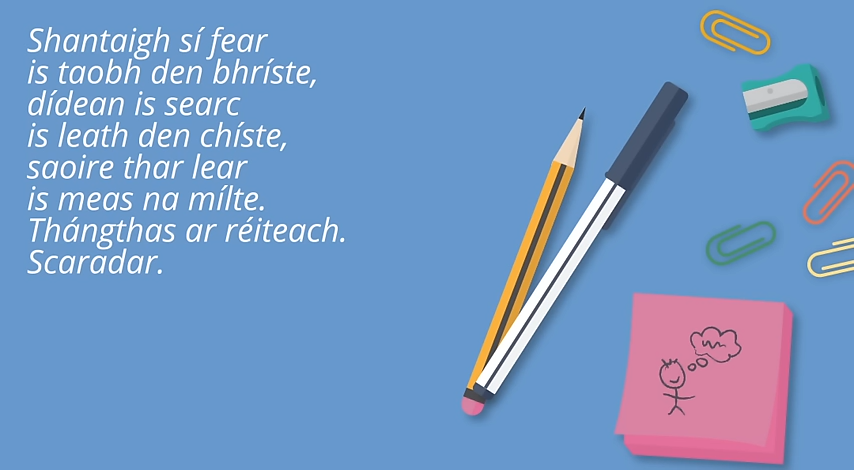 Shantaigh sí fear
is taobh den bhríste,
dídean is searc
is leath den chíste,
saoire thar lear
is meas na mílte.
Thángthas ar réiteach.
Scaradar.